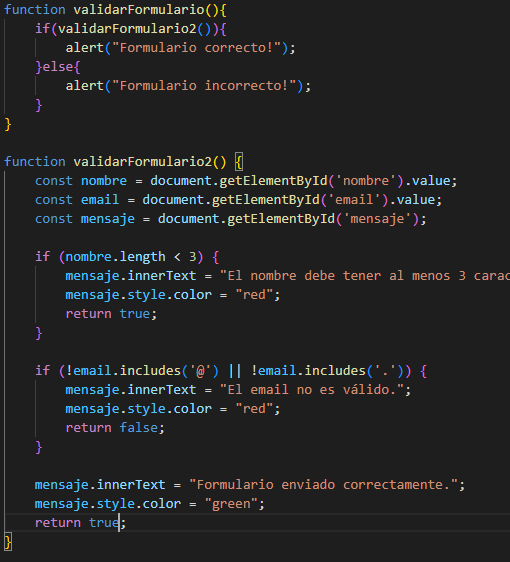 function validarFormulario(){
    if(validarFormulario2()){
        alert("Formulario correcto!");
    }else{
        alert("Formulario incorrecto!");
    }
}

function validarFormulario2() {
    const nombre = document.getElementById('nombre').value;
    const email = document.getElementById('email').value;
    const mensaje = document.getElementById('mensaje');

    if (nombre.length < 3) {
        mensaje.innerText = "El nombre debe tener al menos 3 carac
        mensaje.style.color = "red";
        return true;
    }

    if (!email.includes('@') || !email.includes('.')) {
        mensaje.innerText = "El email no es válido.";
        mensaje.style.color = "red";
        return false;
    }

    mensaje.innerText = "Formulario enviado correctamente.";
    mensaje.style.color = "green";
    return true;
}